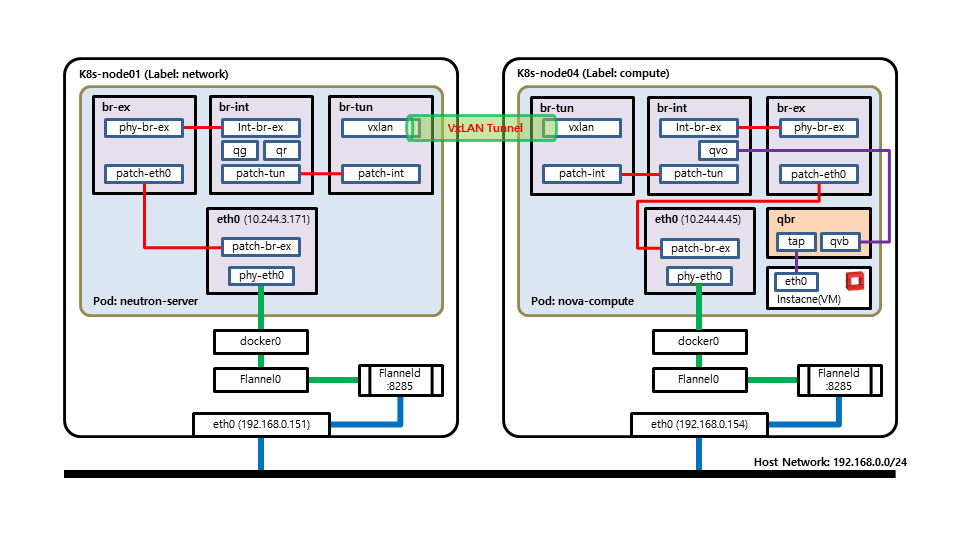 K8s-node01 (Label: network)
br-ex
phy-br-ex
patch-eth0
br-int
Int-br-ex
qg
qr
patch-tun
br-tun
vxlan
patch-int
eth0 (10.244.3.171)
patch-br-ex
phy-eth0
Pod: neutron-server
docker0
Flannel0
Flanneld
:8285
eth0 (192.168.0.151)
VxLAN Tunnel
K8s-node04 (Label: compute)
br-tun
vxlan
patch-int
br-int
Int-br-ex
qvo
patch-tun
br-ex
phy-br-ex
patch-eth0
eth0 (10.244.4.45)
patch-br-ex
phy-eth0
qbr
tap
qvb
eth0
Instacne(VM)
Pod: nova-compute
docker0
Flannel0
Flanneld
:8285
eth0 (192.168.0.154)
Host Network: 192.168.0.0/24